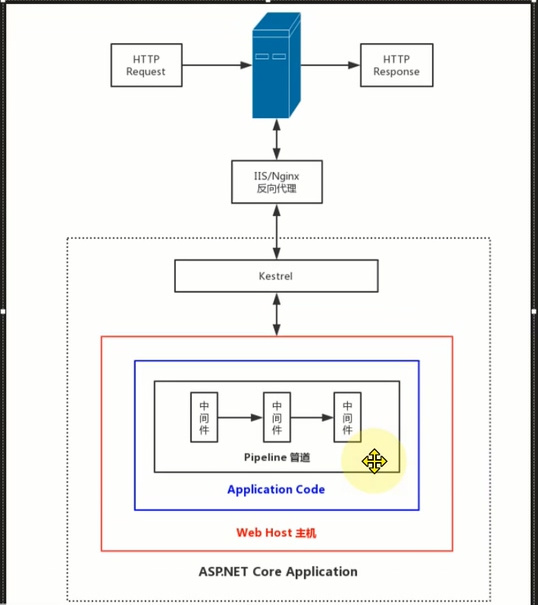 HTTP
Request
HTTP
Response
IIS/Nginx
反向代理
Kestrel
中
间
件
中
间
件
中
间
件
Pipeline 管道
Application Code
Web Host 主机
ASP.NET Core Application